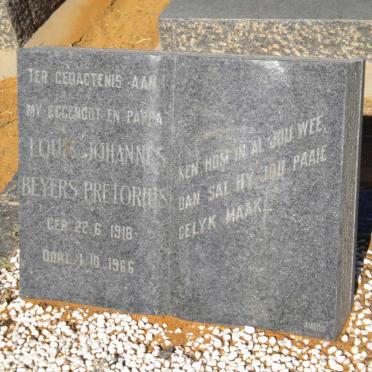 TER GEDAGTENIS AAN
MY EGGENOOT EN PAPPA
LOUIS JOHANNES
BEYERS PRETORIUS
GEB. 22.6.1918
OORL. 1.10.1966
KEN HOM IN AL JOU WEË,
DAN SAL HY JOU PAAIE
GELYK MAAK.